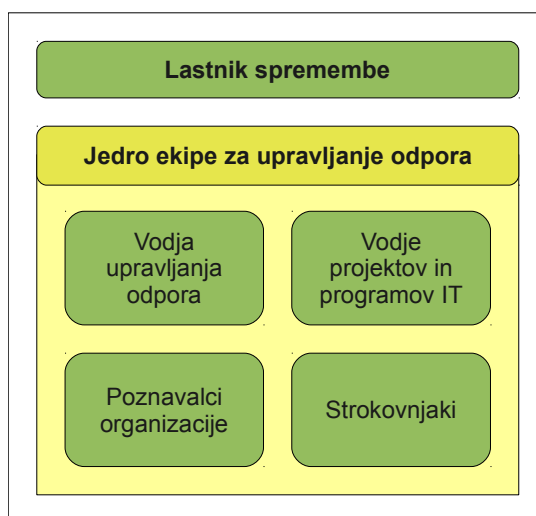 Lastnik spremembe
Jedro ekipe za upravljanje odpora
Vodja
upravljanja
odpora
Vodje
projektov in
programov IT
Poznavalci
organizacije
Strokovnjaki